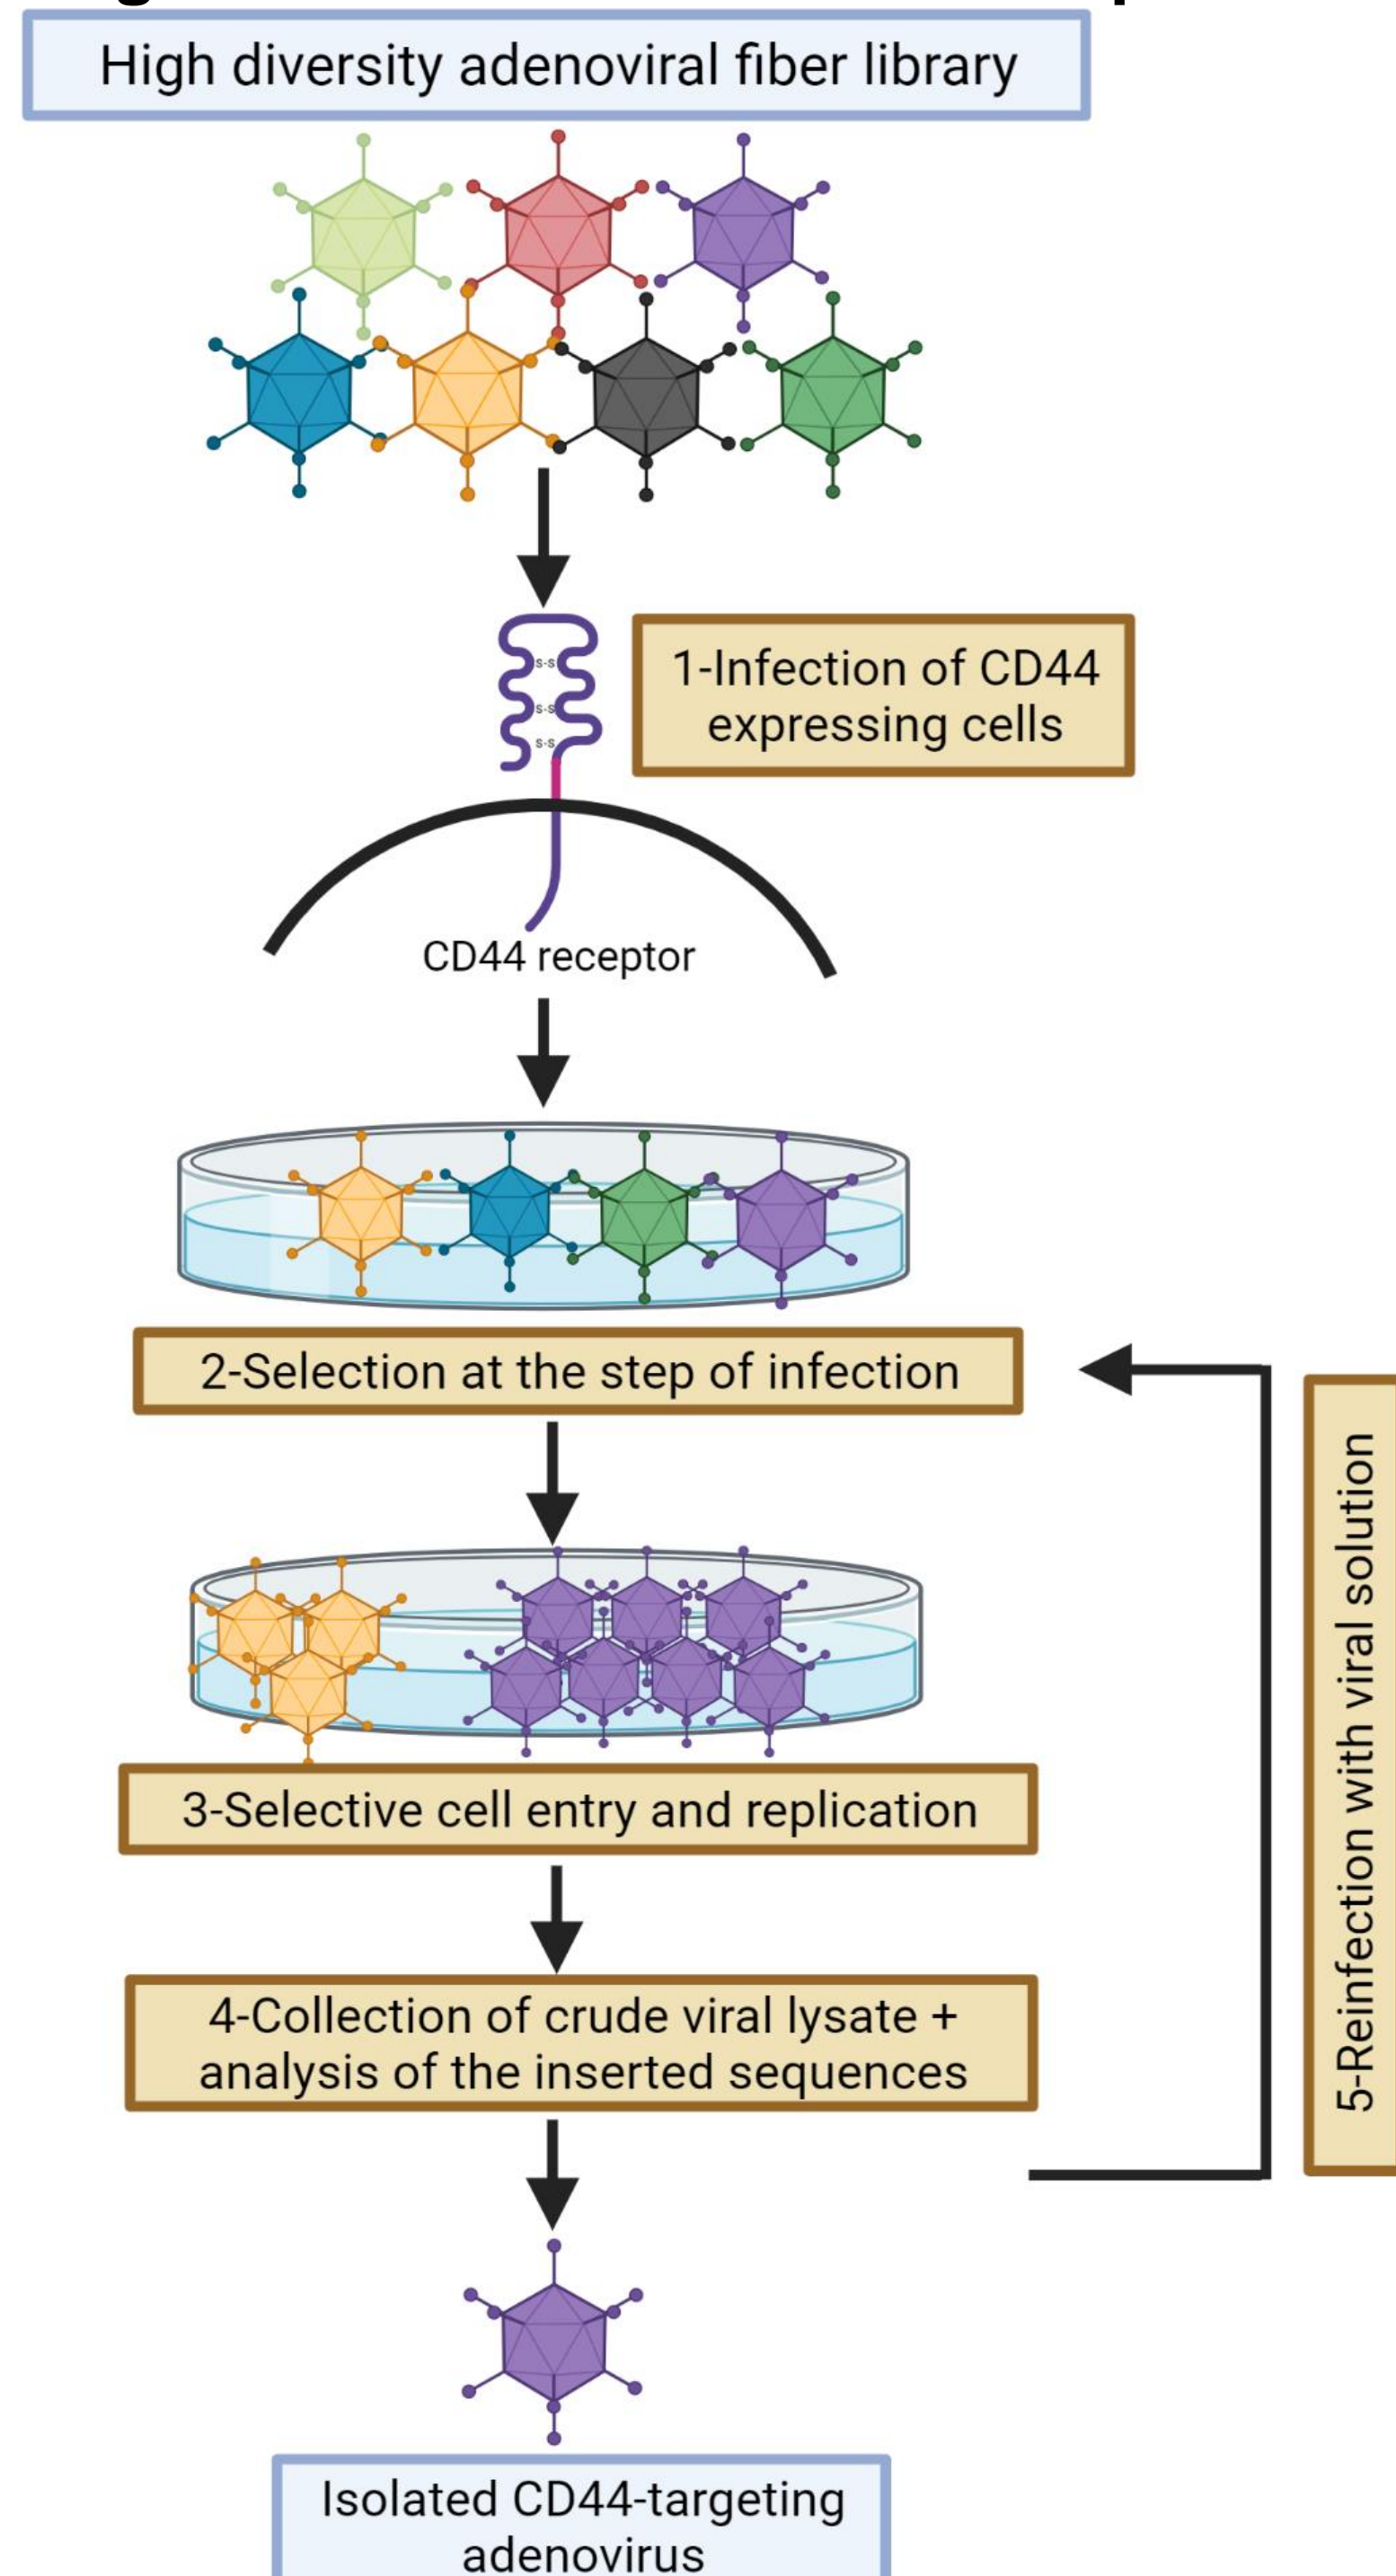 High diversity adenoviral fiber library
S-S
S-S
S-S
1-Infection of CD44
expressing cells
CD44 receptor
2-Selection at the step of infection
3-Selective cell entry and replication
4-Collection of crude viral lysate +
analysis of the inserted sequences
5-Reinfection with viral solution
Isolated CD44-targeting
adenovirus